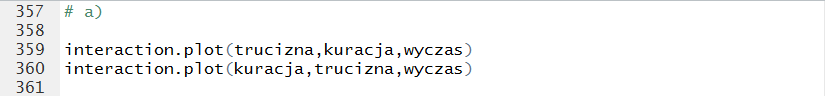 357 # a)
358
359 interaction.plot(trucizna,kuracja,wyczas)
360 interaction.plot(kuracja,trucizna,wyczas)
361